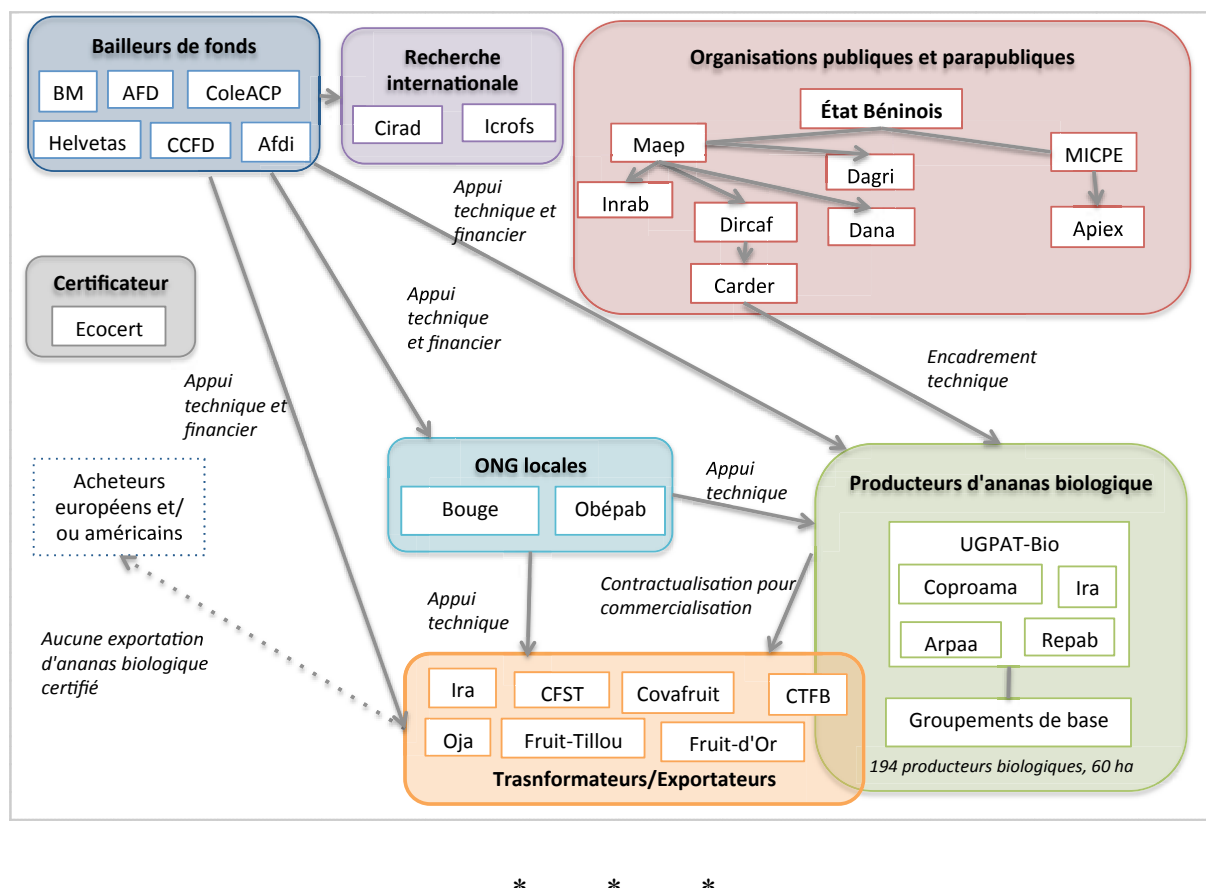 Bailleurs de fonds
BM
AFD
ColeACP
Helvetas
CCFD
Afdi
Recherche
internationale
Cirad
Icrofs
Organisations publiques et parapubliques
État Béninois
Maep
MICPE
Dagri
Inrab
Dircaf
Dana
Apiex
Carder
Appui
technique et
financier
Certificateur
Ecocert
Appui
technique
et financier
Appui
technique et
financier
Encadrement
technique
Acheteurs
européens et/
ou américains
ONG locales
Bouge
Obépab
Appui
technique
Producteurs d'ananas biologique
UGPAT-Bio
Coproama
Ira
Arpaa
Repab
Groupements de base
194 producteurs biologiques, 60 ha
Appui
technique
Contractualisation pour
commercialisation
Aucune exportation
d'ananas biologique
certifié
Ira
CFST
Covafruit
CTFB
Oja
Fruit-Tillou
Fruit-d'Or
Trasnformateurs/Exportateurs
* * *